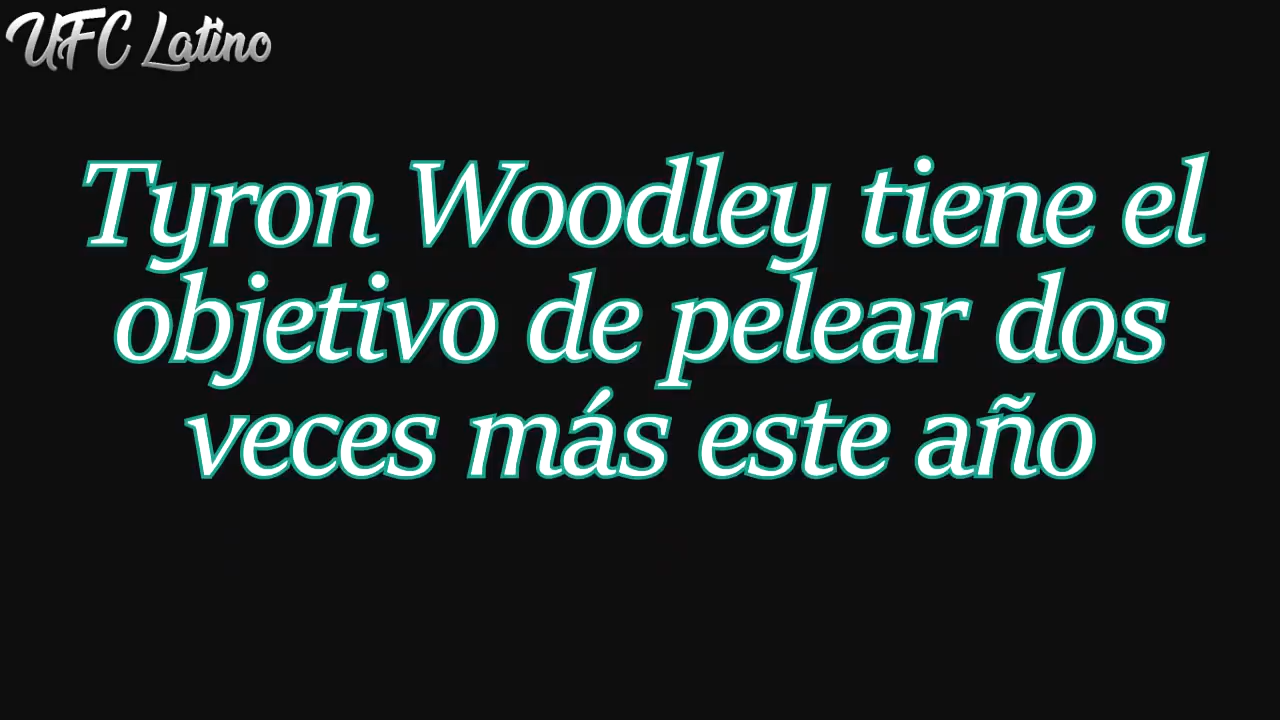 UFC Latino
Tyron Woodley tiene el
objetivo de pelear dos
veces más este año